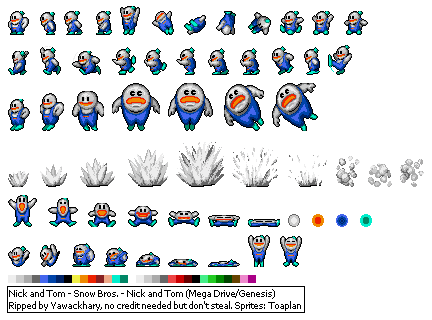 Nick and Tom - Snow Bros. - Nick and Tom (Mega Drive/Genesis)
Ripped by Yawackhary, no credit needed but don't steal. Sprites: Toaplan